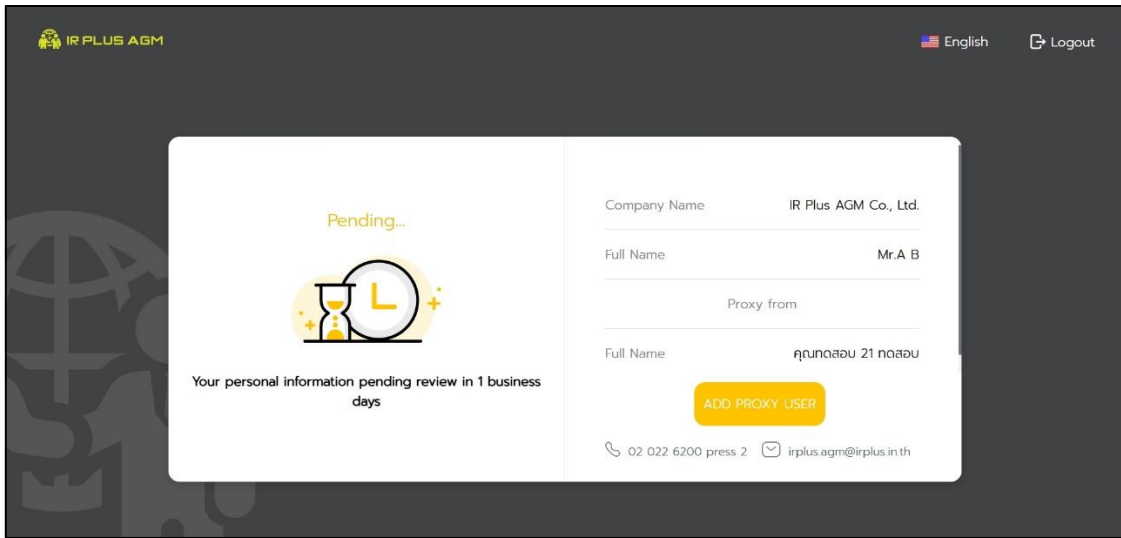 IR PLUS AGM
English
Logout
Pending...
Your personal information pending review in 1 business
days
Company Name IR Plus AGM Co., Ltd.
Full Name Mr.A B
Proxy from
Full Name คุณทดสอบ 21 ทดสอบ
ADD PROXY USER
02 022 6200 press 2 irplus.agm@irplus.in.th